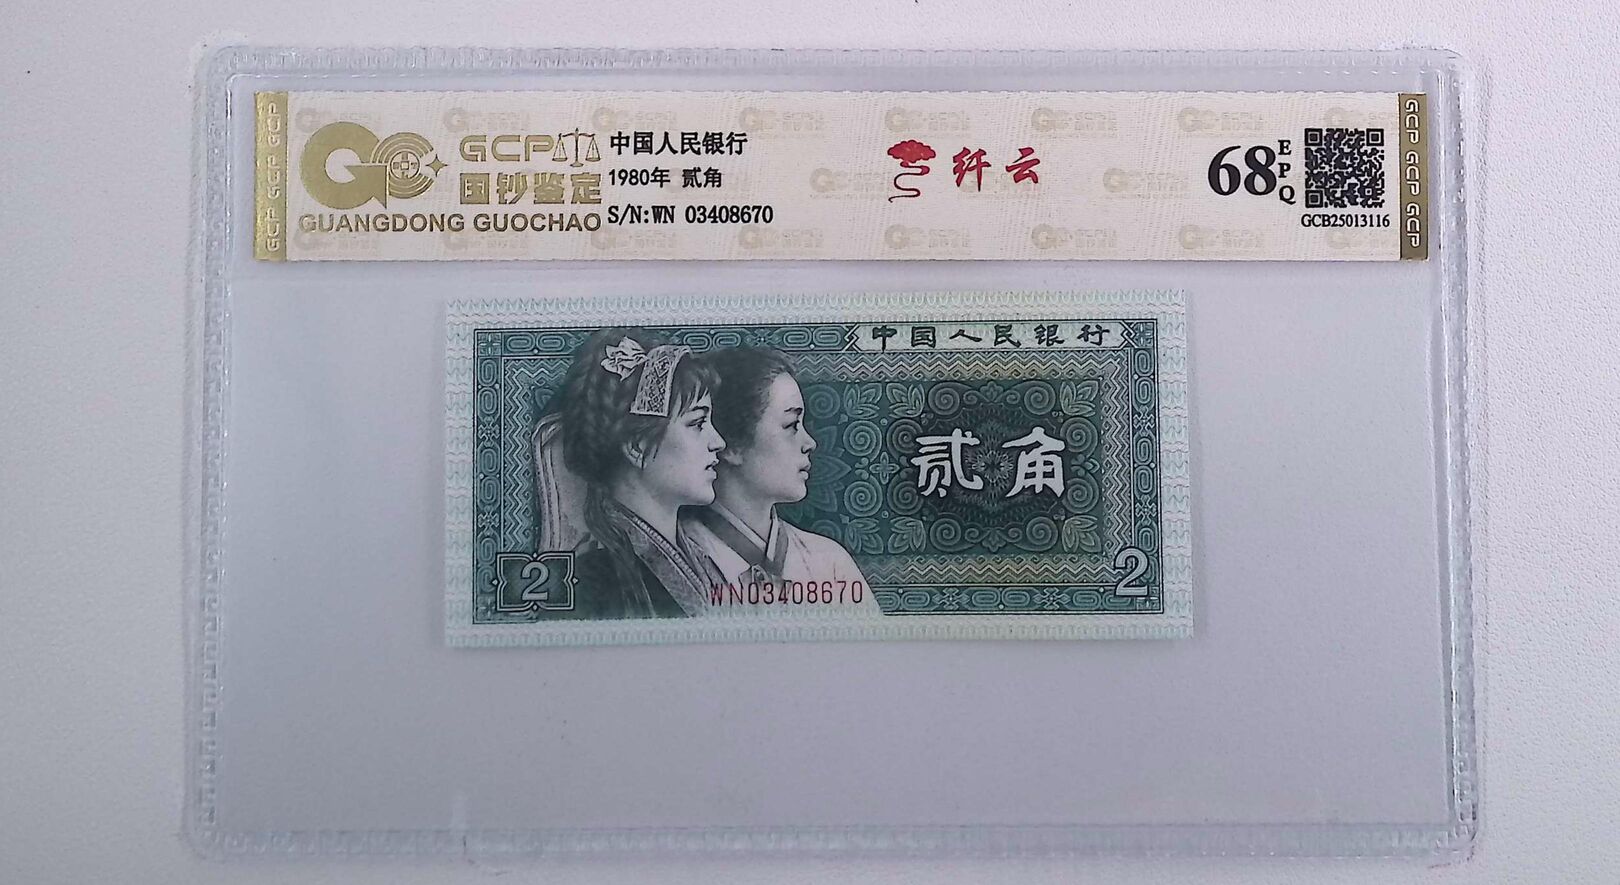 GCP
国钞鉴定
GUANGDONG GUOCHAO
中国人民银行
1980年 贰角
S/N:WN 03408670
纤云
68
EPQ
GCB25013116
GCP GCP GCP
GCP GCP GCP
中国人民银行
贰角
2
WN03408670
2